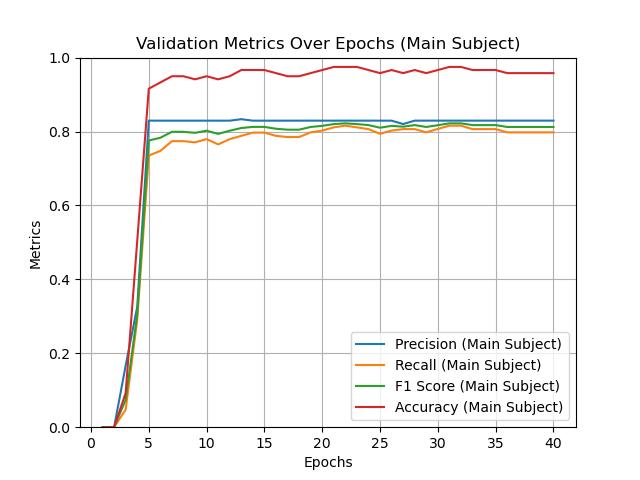 Validation Metrics Over Epochs (Main Subject)
1.0
0.8
0.6
0.4
0.2
0.0
Metrics
Precision (Main Subject)
Recall (Main Subject)
F1 Score (Main Subject)
Accuracy (Main Subject)
0 5 10 15 20 25 30 35 40
Epochs